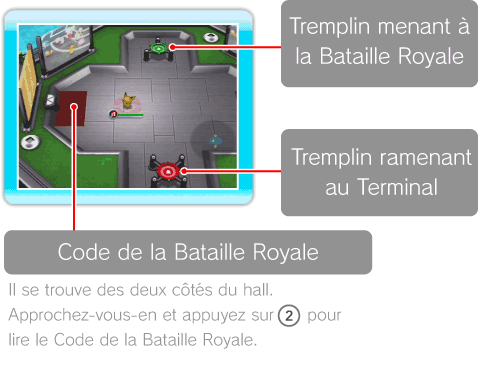 Tremplin menant à
la Bataille Royale
Tremplin ramenant
au Terminal
Code de la Bataille Royale
Il se trouve des deux côtés du hall.
Approchez-vous-en et appuyez sur 2 pour
lire le Code de la Bataille Royale.